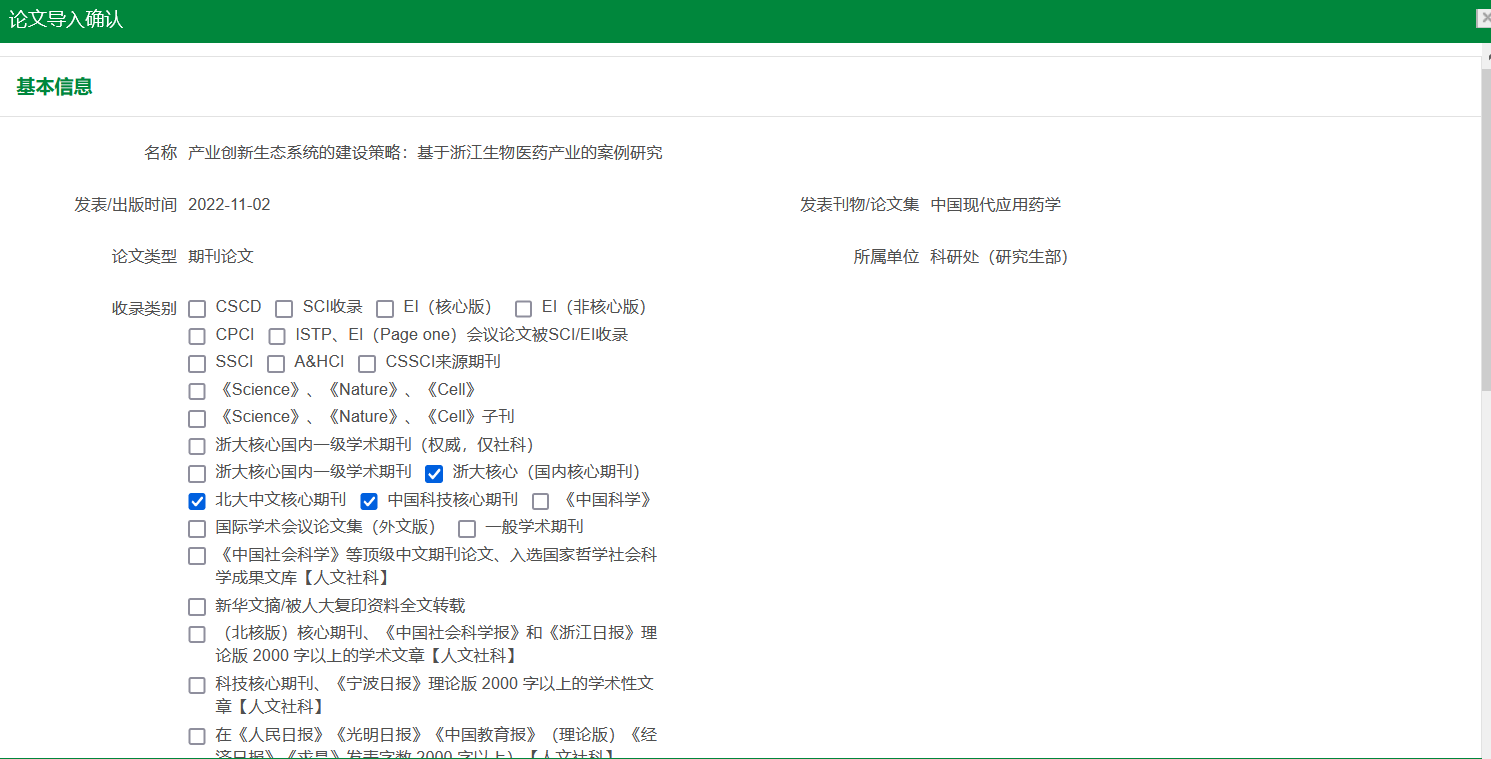 论文导入确认
基本信息
名称 产业创新生态系统的建设策略：基于浙江生物医药产业的案例研究
发表/出版时间 2022-11-02 发表刊物/论文集 中国现代应用药学
论文类型 期刊论文 所属单位 科研处（研究生部）
收录类别 CSCD SCI收录 EI（核心版） EI（非核心版）
CPCI ISTP、EI（Page one）会议论文被SCI/EI收录
SSCI A&HCI CSSCI来源期刊
《Science》、《Nature》、《Cell》
《Science》、《Nature》、《Cell》子刊
浙大核心国内一级学术期刊（权威，仅社科）
浙大核心国内一级学术期刊 浙大核心（国内核心期刊）
北大中文核心期刊 中国科技核心期刊 《中国科学》
国际学术会议论文集（外文版） 一般学术期刊
《中国社会科学》等顶级中文期刊论文、入选国家哲学社会科
学成果文库【人文社科】
新华文摘/被人大复印资料全文转载
（北核版）核心期刊、《中国社会科学报》和《浙江日报》理
论版 2000 字以上的学术文章【人文社科】
科技核心期刊、《宁波日报》理论版 2000 字以上的学术性文
章【人文社科】
在《人民日报》《光明日报》《中国教育报》（理论版）《经
济日报》《求是》发表字数 2000 字以上）【人文社科】